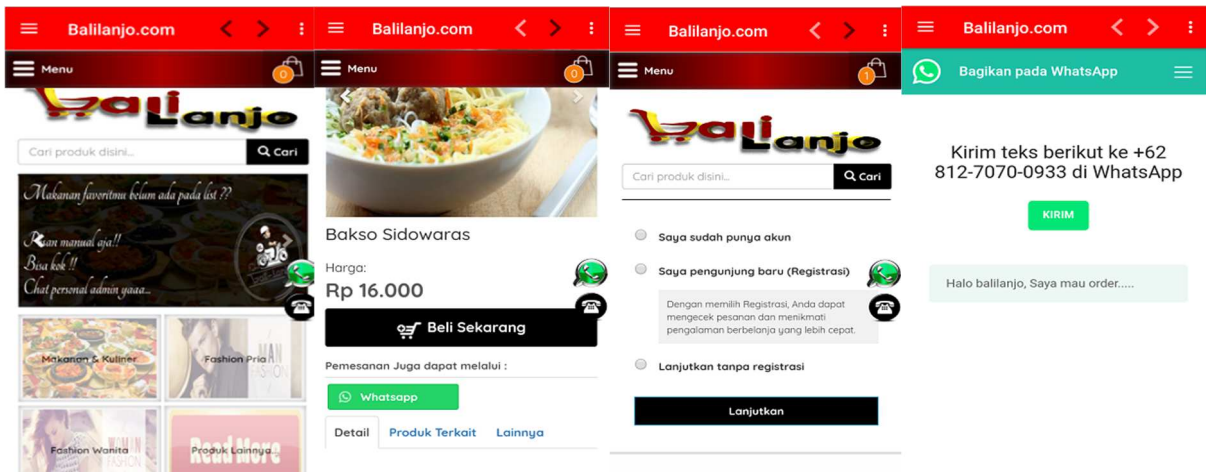 Balilanjo.com
Menu
0
Bali Lanjo
Cari produk disini...
Cari
Makanan favoritmu belum ada pada list ??
manual aja!!
Bisa kok !!
Chat personal admin yaaa...
Makanan & Kuliner
Fashion Pria
MAN
FASHION
Fashion Wanita
Produk Lainnya
Read More
Balilanjo.com
Menu
0
Bakso Sidowaras
Harga:
Rp 16.000
Beli Sekarang
Pemesanan Juga dapat melalui :
Whatsapp
Detail
Produk Terkait
Lainnya
Balilanjo.com
Menu
1
Bali Lanjo
Cari produk disini...
Cari
Saya sudah punya akun
Saya pengunjung baru (Registrasi)
Dengan memilih Registrasi, Anda dapat
mengecek pesanan dan menikmati
pengalaman berbelanja yang lebih cepat.
Lanjutkan tanpa registrasi
Lanjutkan
Balilanjo.com
Bagikan pada WhatsApp
Kirim teks berikut ke +62
812-7070-0933 di WhatsApp
KIRIM
Halo balilanjo, Saya mau order.....